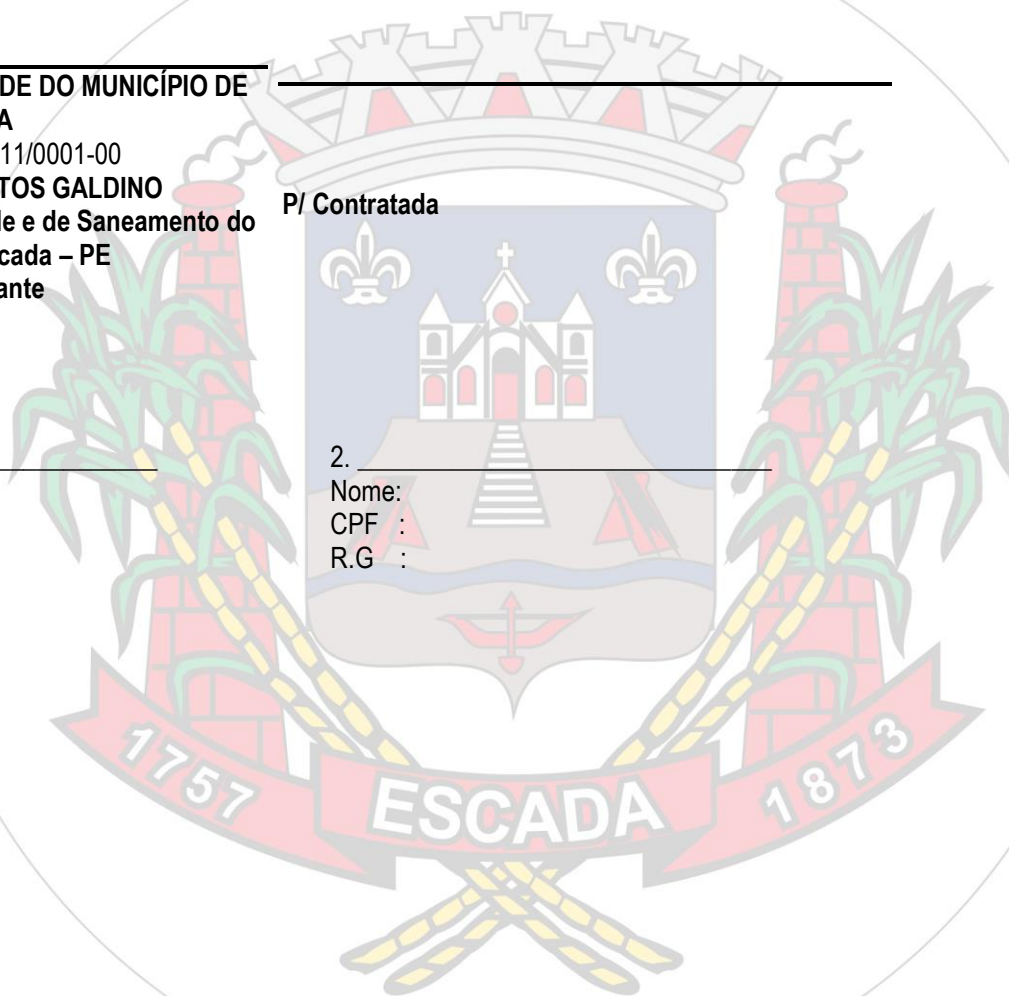 DE DO MUNICÍPIO DE
A
11/0001-00
TOS GALDINO
le e de Saneamento do
cada – PE
ante
P/ Contratada
2. ______________________________
Nome:
CPF :
R.G :
1757
ESCADA
1873